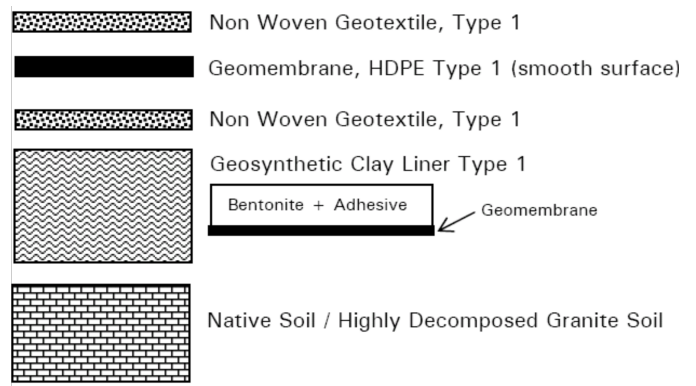 Non Woven Geotextile, Type 1
Geomembrane, HDPE Type 1 (smooth surface)
Non Woven Geotextile, Type 1
Geosynthetic Clay Liner Type 1
Bentonite + Adhesive
Geomembrane
Native Soil / Highly Decomposed Granite Soil